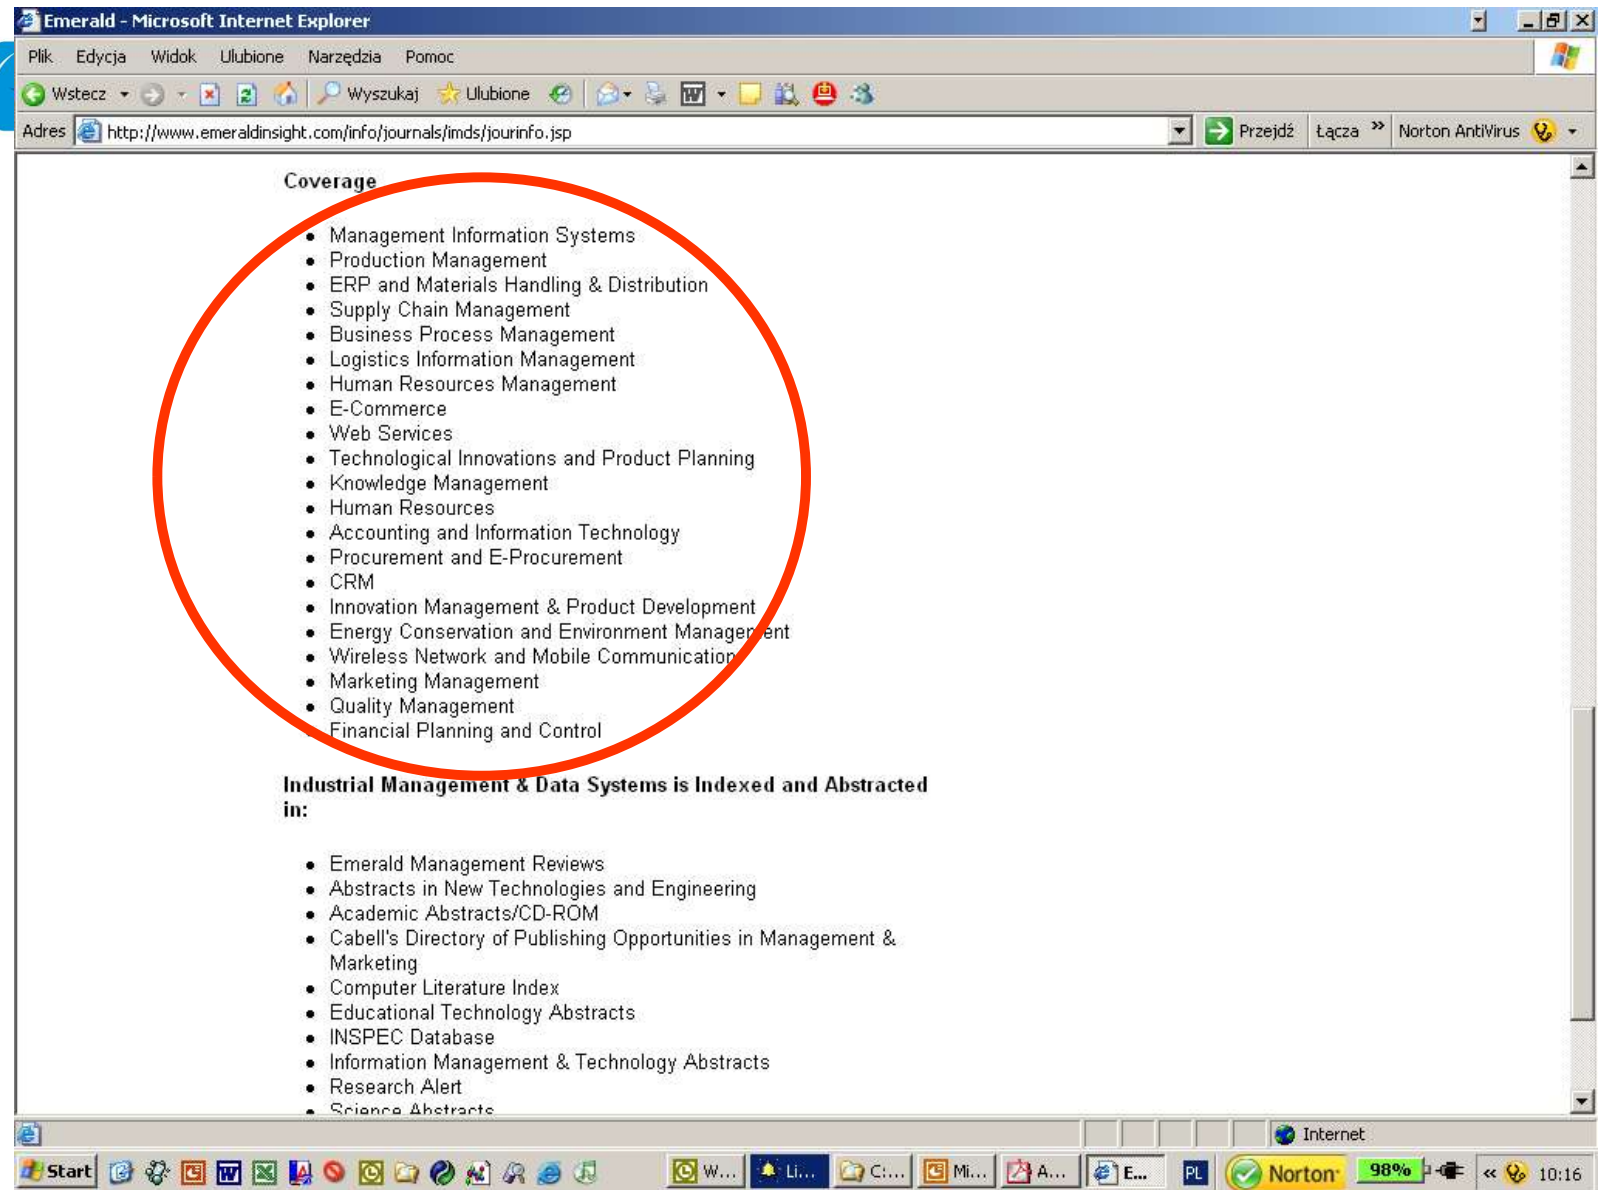 Emerald - Microsoft Internet Explorer
Plik Edycja Widok Ulubione Narzędzia Pomoc
Wstecz Wyszukaj Ulubione
Adres http://www.emeraldinsight.com/info/journals/imds/jourinfo.jsp Przejdź Łącza » Norton AntiVirus
Coverage
Management Information Systems
Production Management
ERP and Materials Handling & Distribution
Supply Chain Management
Business Process Management
Logistics Information Management
Human Resources Management
E-Commerce
Web Services
Technological Innovations and Product Planning
Knowledge Management
Human Resources
Accounting and Information Technology
Procurement and E-Procurement
CRM
Innovation Management & Product Development
Energy Conservation and Environment Management
Wireless Network and Mobile Communication
Marketing Management
Quality Management
Financial Planning and Control
Industrial Management & Data Systems is Indexed and Abstracted
in:
Emerald Management Reviews
Abstracts in New Technologies and Engineering
Academic Abstracts/CD-ROM
Cabell's Directory of Publishing Opportunities in Management &
Marketing
Computer Literature Index
Educational Technology Abstracts
INSPEC Database
Information Management & Technology Abstracts
Research Alert
Science Abstracts
Internet
Start W... Li... C:... Mi... A... E... PL Norton 98% « 10:16